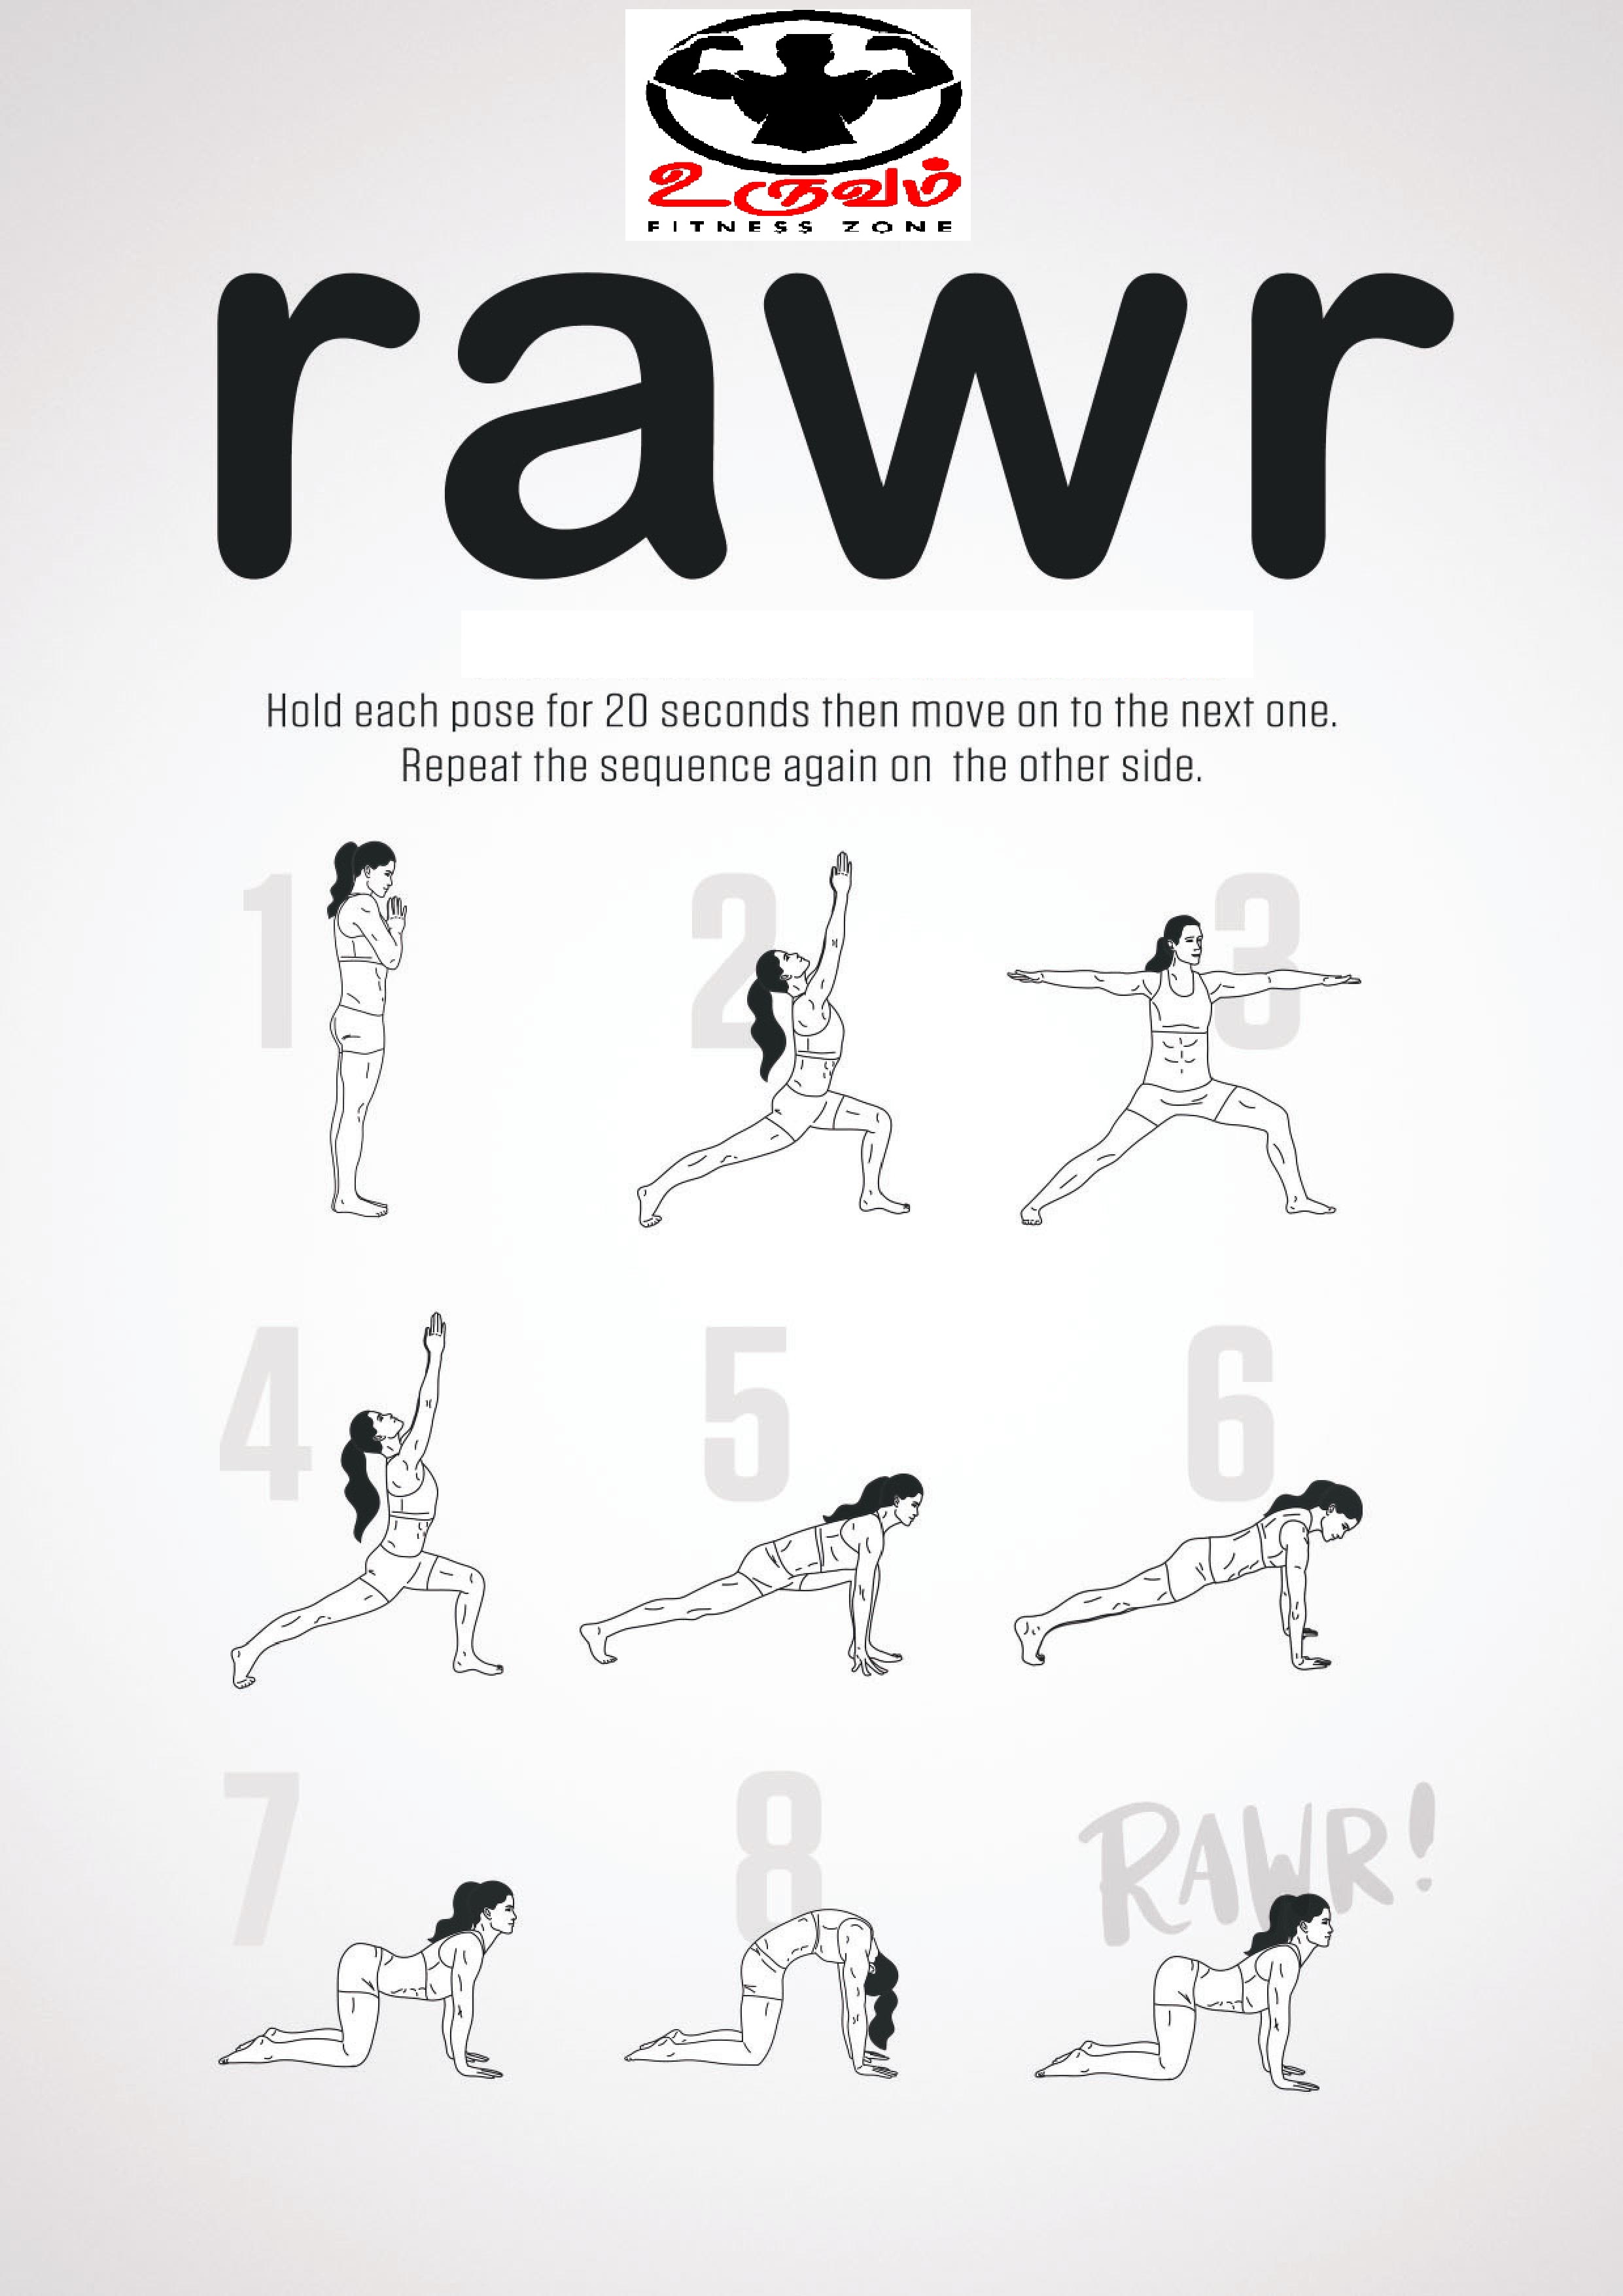 உருவம்
FITNESS ZONE
rawr
Hold each pose for 20 seconds then move on to the next one.
Repeat the sequence again on the other side.
1
2
3
4
5
6
7
8
RAWR!